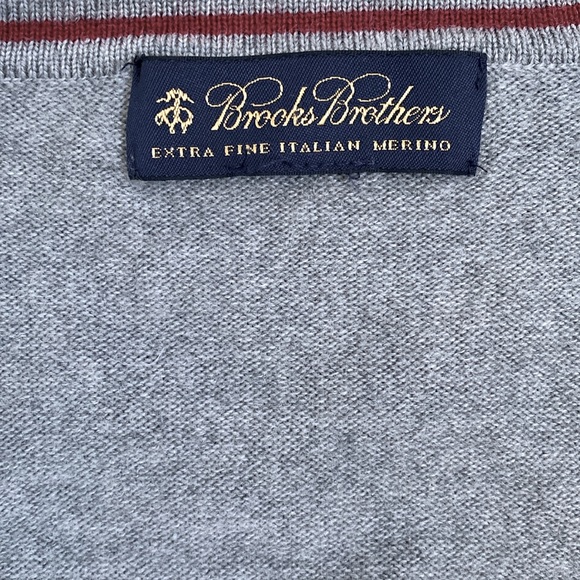 Brooks Brothers
EXTRA FINE ITALIAN MERINO